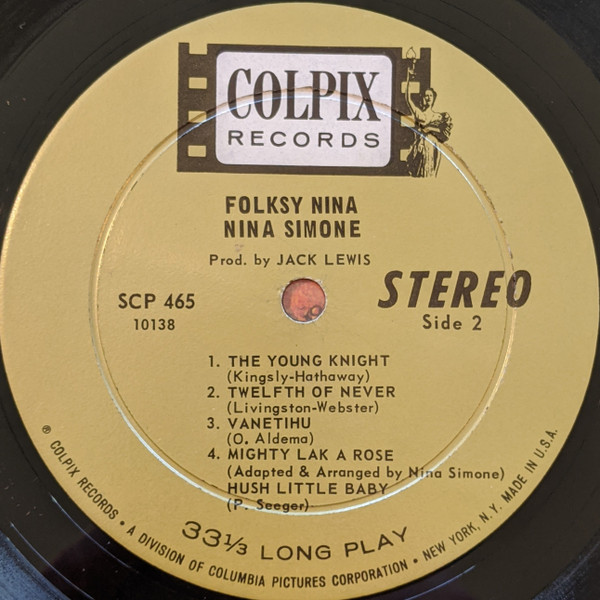 COLPIX
RECORDS
FOLKSY NINA
NINA SIMONE
Prod. by JACK LEWIS
SCP 465
10138
STEREO
Side 2
1. THE YOUNG KNIGHT
(Kingsly-Hathaway)
2. TWELFTH OF NEVER
(Livingston-Webster)
3. VANETIHU
(O. Aldema)
4. MIGHTY LAK A ROSE
(Adapted & Arranged by Nina Simone)
HUSH LITTLE BABY
(P. Seeger)
33⅓ LONG PLAY
℗ COLPIX RECORDS • A DIVISION OF COLUMBIA PICTURES CORPORATION • NEW YORK, N.Y. MADE IN U.S.A.